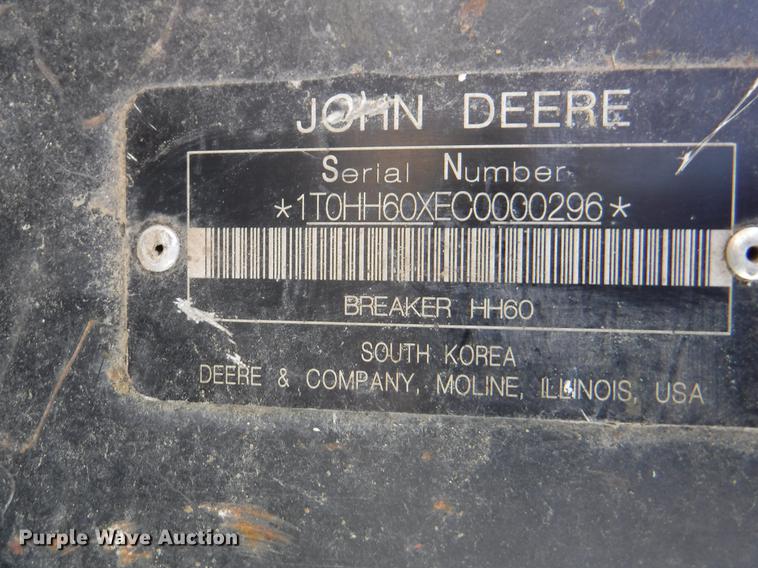 JOHN DEERE
Serial Number
*1T0HH60XEC0000296*
BREAKER HH60
SOUTH KOREA
DEERE & COMPANY, MOLINE, ILLINOIS, USA
Purple Wave Auction